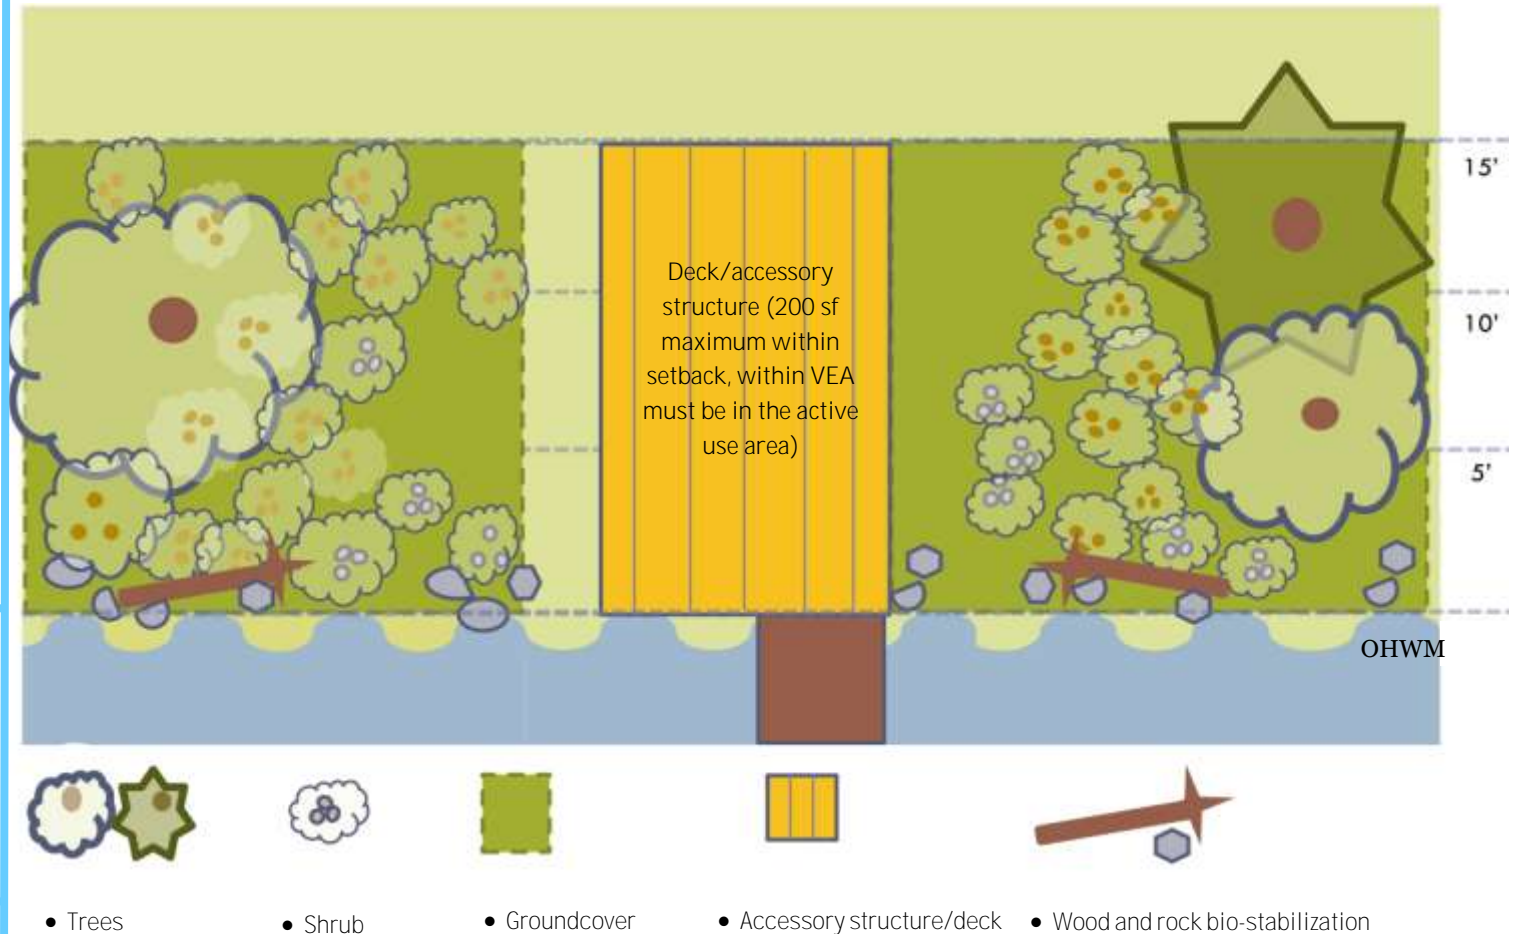 15'
Deck/accessory
structure (200 sf
maximum within
setback, within VEA
must be in the active
use area)
10'
5'
OHWM
• Trees
• Shrub
• Groundcover
• Accessory structure/deck
• Wood and rock bio-stabilization